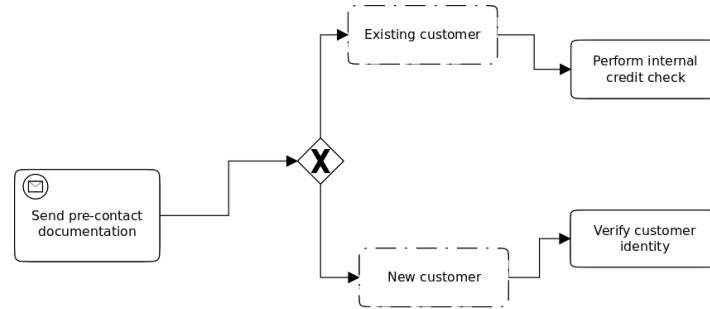 Existing customer
Perform internal
credit check
X
Send pre-contact
documentation
Verify customer
identity
New customer